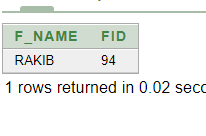 F_NAME FID
RAKIB 94
1 rows returned in 0.02